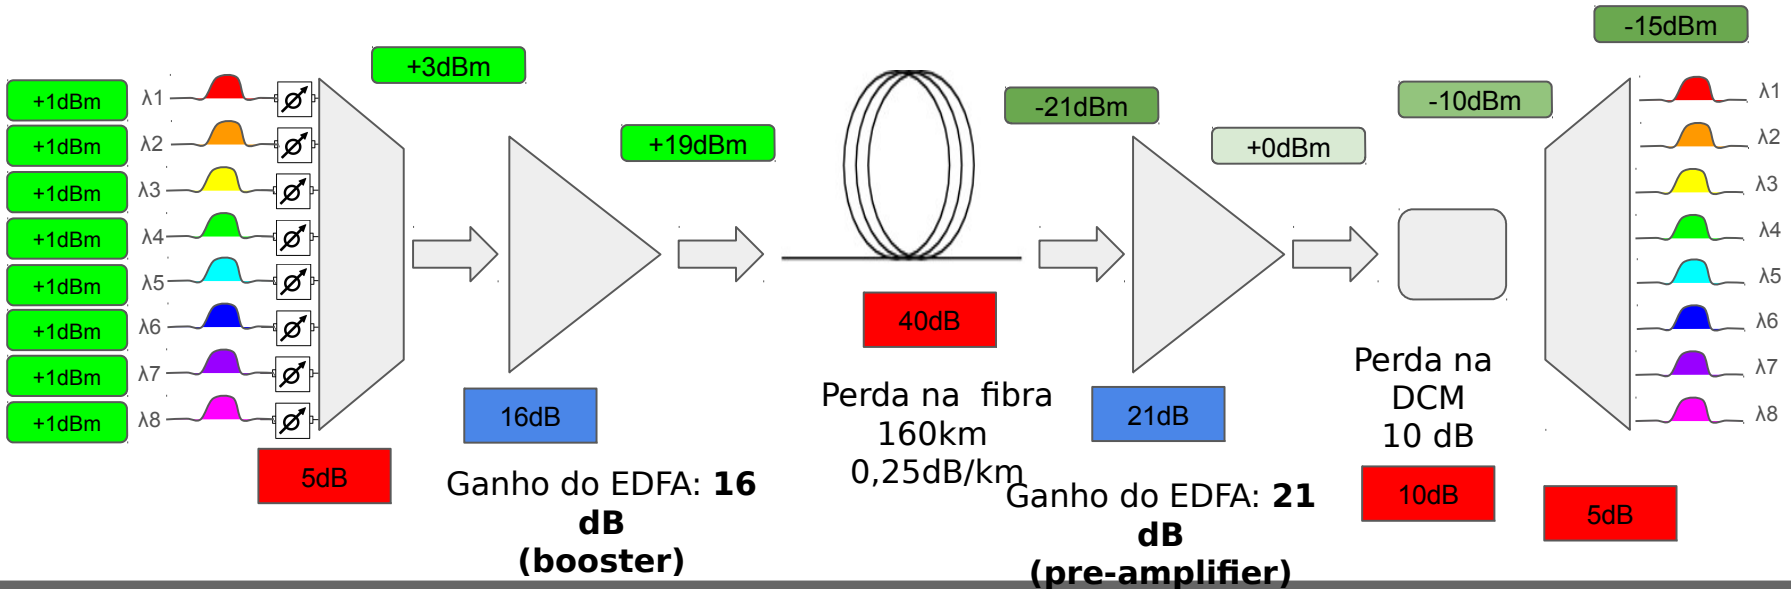 -15dBm
+3dBm
+1dBm λ1
+1dBm λ2
+1dBm λ3
+1dBm λ4
+1dBm λ5
+1dBm λ6
+1dBm λ7
+1dBm λ8
5dB
16dB
Ganho do EDFA: 16
dB
(booster)
+19dBm
40dB
Perda na fibra
160km
0,25dB/km
-21dBm
21dB
Ganho do EDFA: 21
dB
(pre-amplifier)
+0dBm
-10dBm
Perda na
DCM
10 dB
10dB
5dB
λ1
λ2
λ3
λ4
λ5
λ6
λ7
λ8